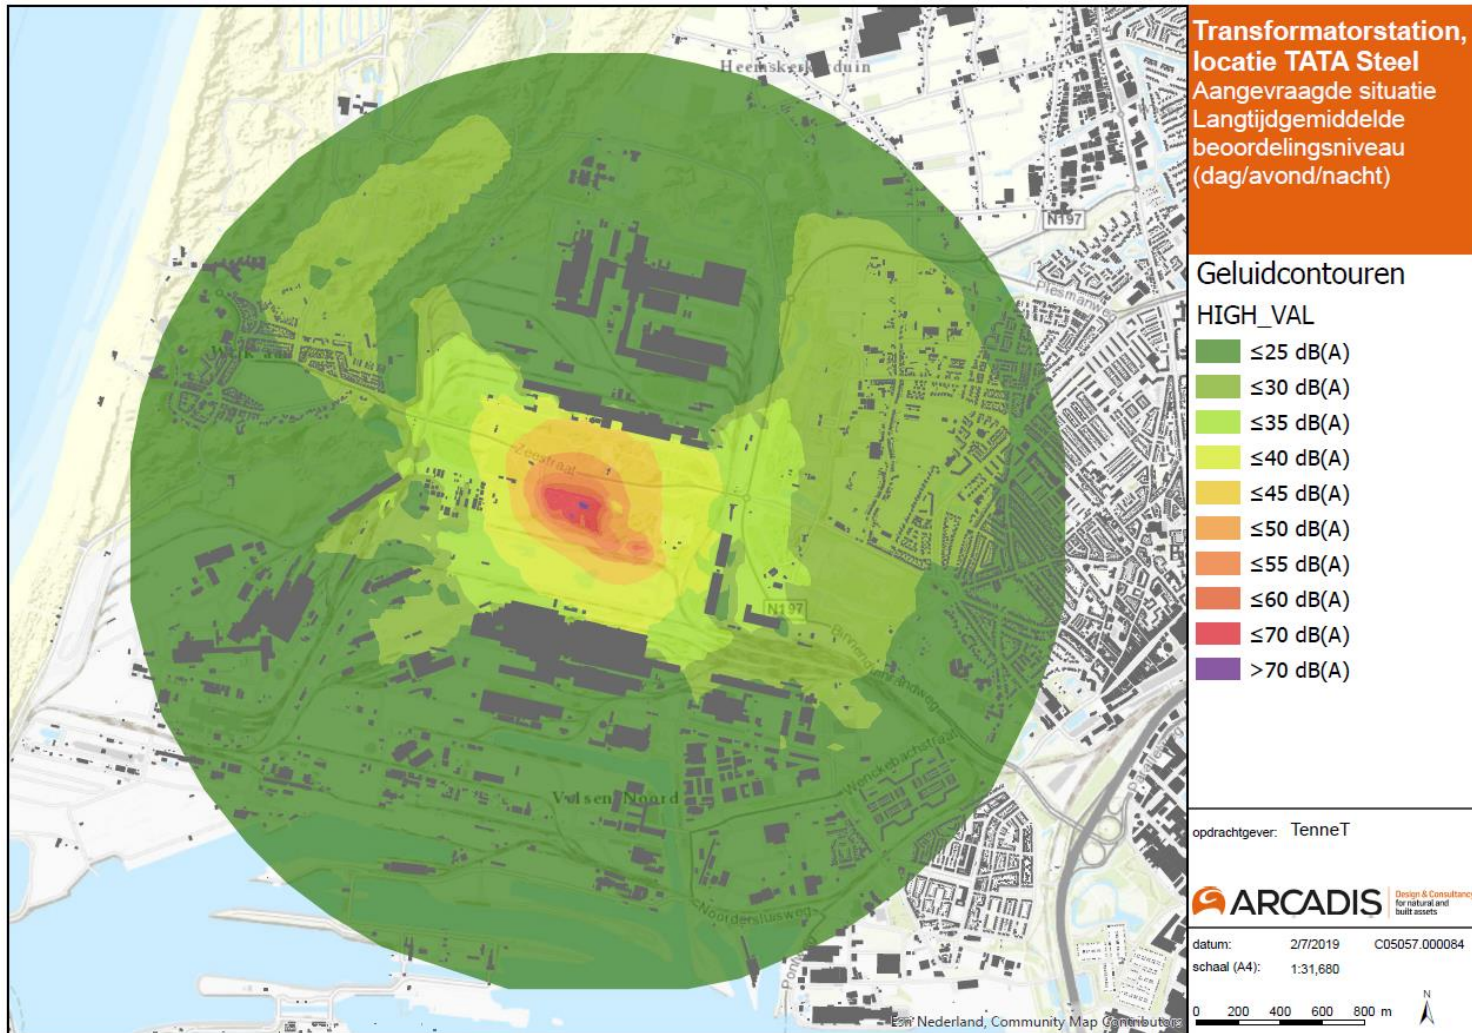 Heemskerkerduin
N197
Plesmanweg
Wijk aan
Zeestraat
N197
Velsen Noord
Wenckebachstraat
Noordersluisweg
Esri Nederland, Community Map Contributors
Transformatorstation,
locatie TATA Steel
Aangevraagde situatie
Langtijdgemiddelde
beoordelingsniveau
(dag/avond/nacht)
Geluidcontouren
HIGH_VAL
≤25 dB(A)
≤30 dB(A)
≤35 dB(A)
≤40 dB(A)
≤45 dB(A)
≤50 dB(A)
≤55 dB(A)
≤60 dB(A)
≤70 dB(A)
>70 dB(A)
opdrachtgever: TenneT
ARCADIS
Design & Consultancy
for natural and
built assets
datum: 2/7/2019 C05057.000084
schaal (A4): 1:31,680
N
0 200 400 600 800 m